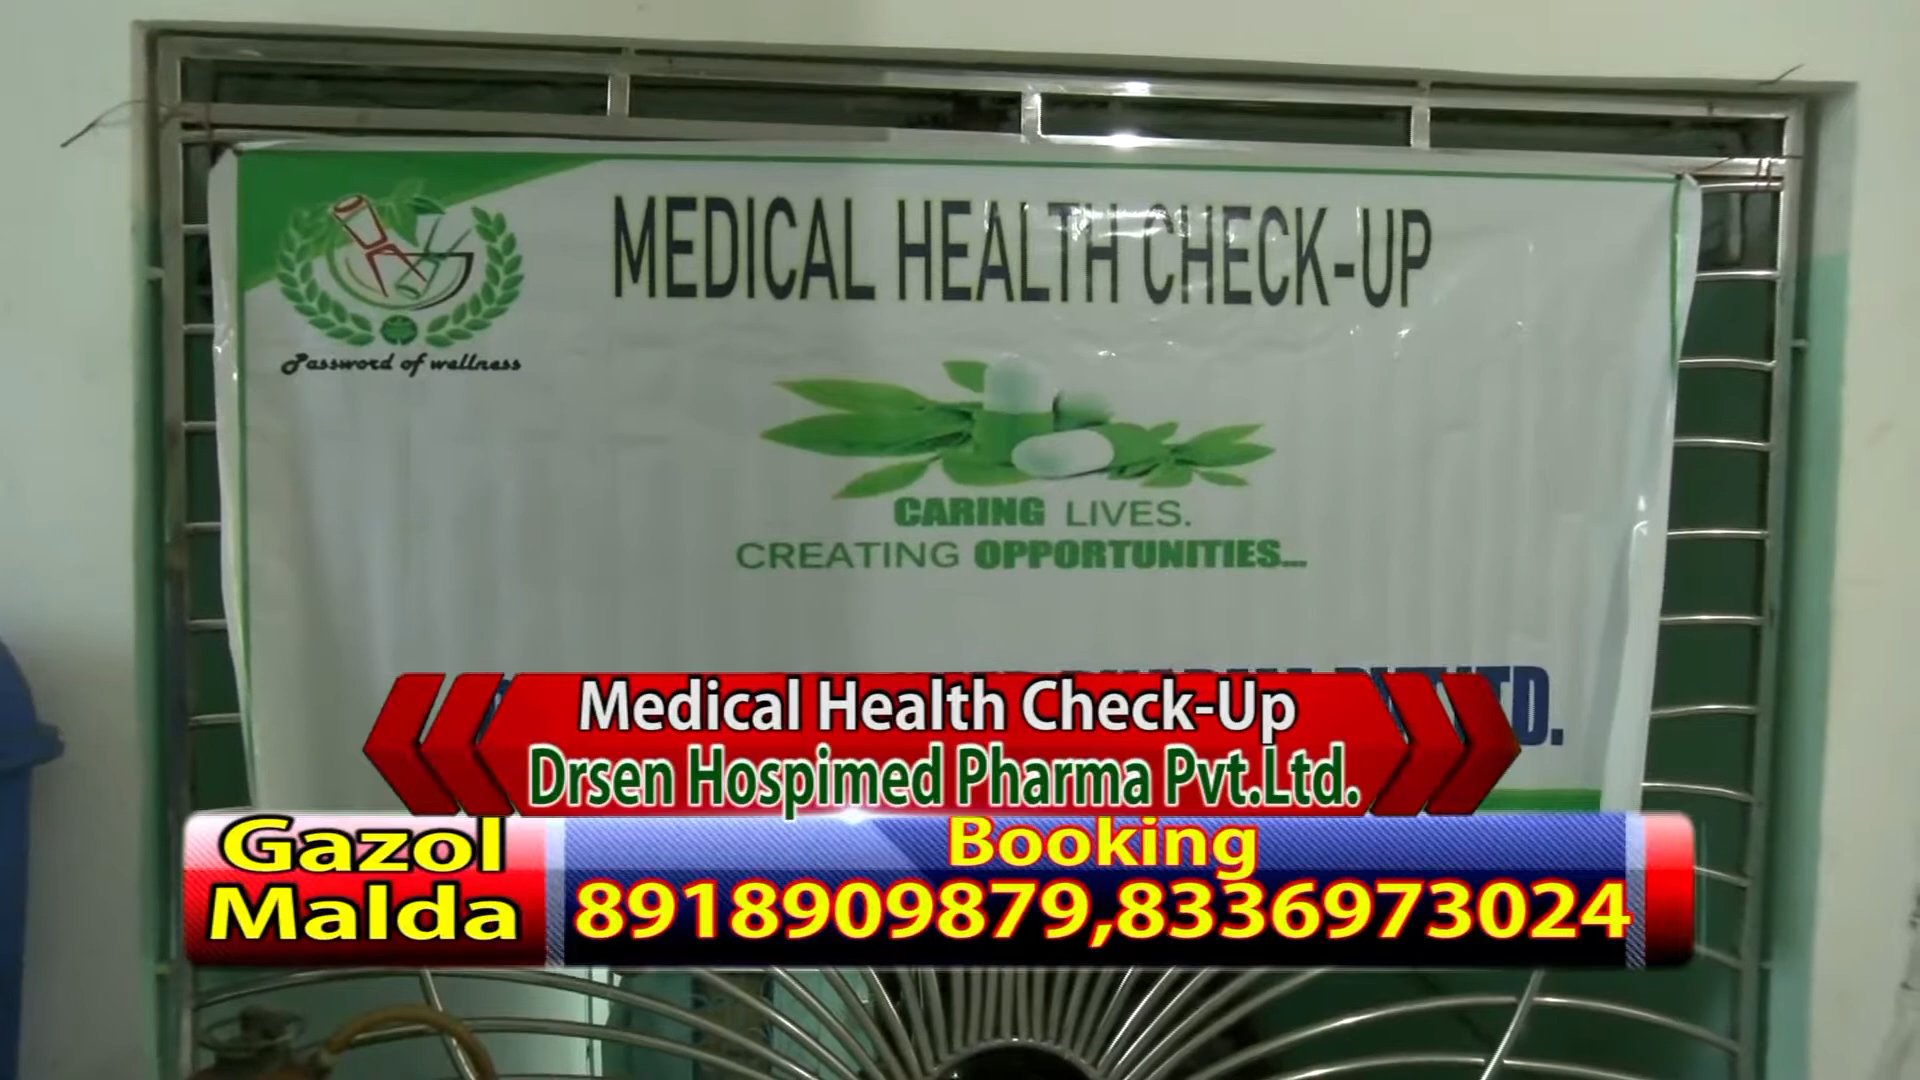 MEDICAL HEALTH CHECK-UP
Password of wellness
CARING LIVES.
CREATING OPPORTUNITIES...
Medical Health Check-Up
Drsen Hospimed Pharma Pvt.Ltd.
Gazol
Malda
Booking
8918909879,8336973024